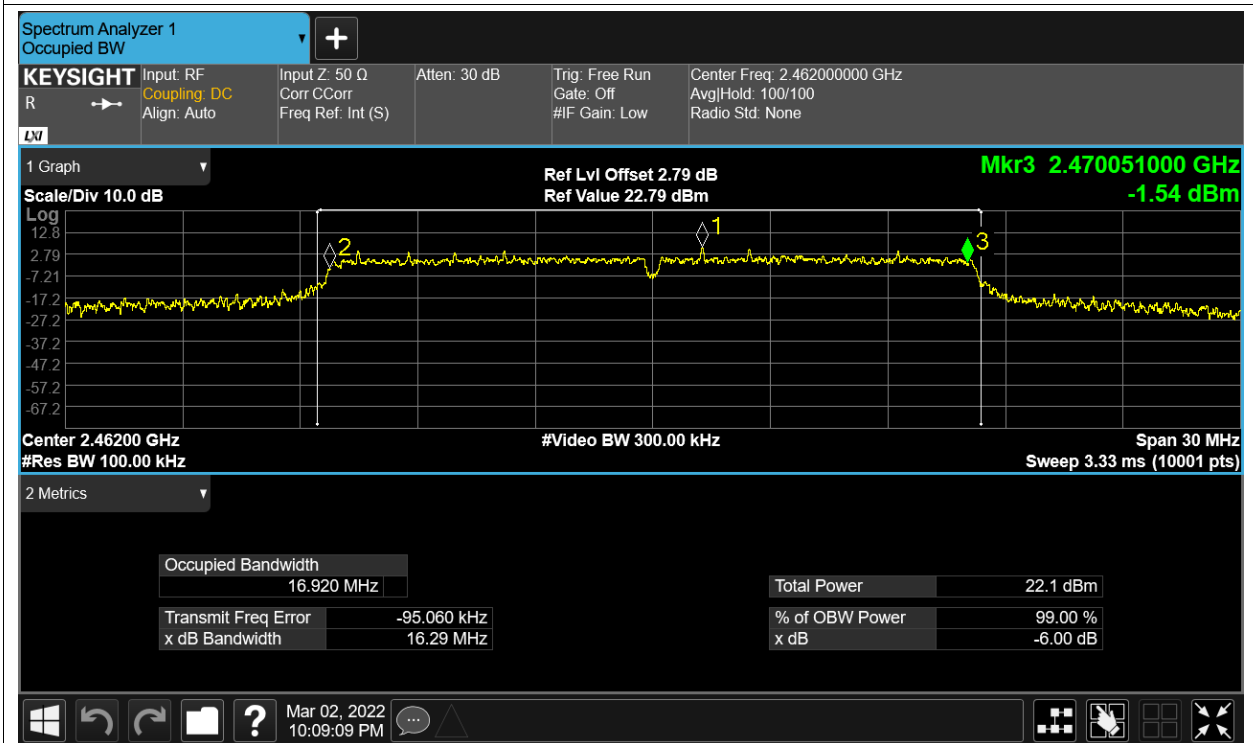 Spectrum Analyzer 1
Occupied BW
▼
+
KEYSIGHT
R
LXI
Input: RF
Coupling: DC
Align: Auto
Input Z: 50 Ω
Corr CCorr
Freq Ref: Int (S)
Atten: 30 dB
Trig: Free Run
Gate: Off
#IF Gain: Low
Center Freq: 2.462000000 GHz
Avg|Hold: 100/100
Radio Std: None
1 Graph ▼
Scale/Div 10.0 dB
Ref Lvl Offset 2.79 dB
Ref Value 22.79 dBm
Mkr3 2.470051000 GHz
-1.54 dBm
Log
12.8
2.79
-7.21
-17.2
-27.2
-37.2
-47.2
-57.2
-67.2
2
1
3
Center 2.46200 GHz
#Video BW 300.00 kHz
Span 30 MHz
#Res BW 100.00 kHz
Sweep 3.33 ms (10001 pts)
2 Metrics ▼
Occupied Bandwidth
16.920 MHz
Transmit Freq Error -95.060 kHz
x dB Bandwidth 16.29 MHz
Total Power 22.1 dBm
% of OBW Power 99.00 %
x dB -6.00 dB
?
Mar 02, 2022
10:09:09 PM